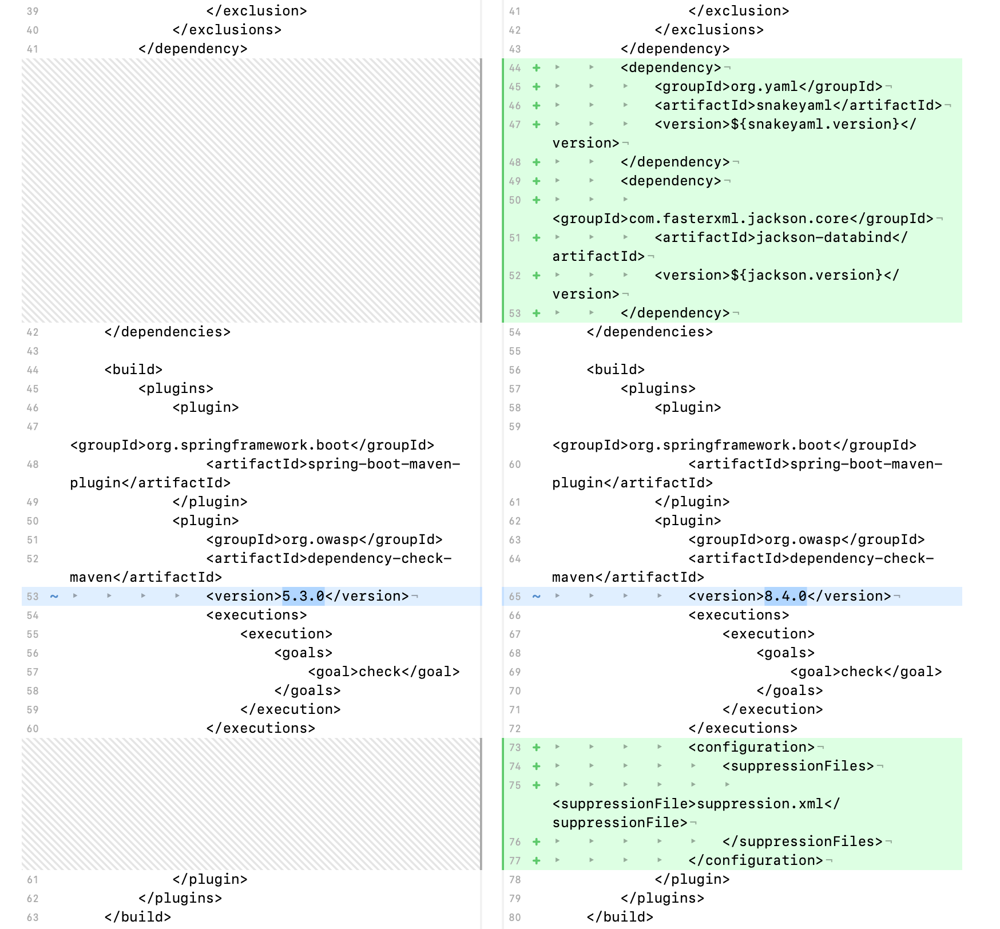 39 </exclusion>
40 </exclusions>
41 </dependency>
42 </dependencies>
43
44 <build>
45 <plugins>
46 <plugin>
47
<groupId>org.springframework.boot</groupId>
48 <artifactId>spring-boot-maven-
plugin</artifactId>
49 </plugin>
50 <plugin>
51 <groupId>org.owasp</groupId>
52 <artifactId>dependency-check-
maven</artifactId>
53 ~ <version>5.3.0</version>¬
54 <executions>
55 <execution>
56 <goals>
57 <goal>check</goal>
58 </goals>
59 </execution>
60 </executions>
61 </plugin>
62 </plugins>
63 </build>
41 </exclusion>
42 </exclusions>
43 </dependency>
44 + <dependency>¬
45 + <groupId>org.yaml</groupId>¬
46 + <artifactId>snakeyaml</artifactId>¬
47 + <version>${snakeyaml.version}</
version>¬
48 + </dependency>¬
49 + <dependency>¬
50 +
<groupId>com.fasterxml.jackson.core</groupId>¬
51 + <artifactId>jackson-databind</
artifactId>¬
52 + <version>${jackson.version}</
version>¬
53 + </dependency>¬
54 </dependencies>
55
56 <build>
57 <plugins>
58 <plugin>
59
<groupId>org.springframework.boot</groupId>
60 <artifactId>spring-boot-maven-
plugin</artifactId>
61 </plugin>
62 <plugin>
63 <groupId>org.owasp</groupId>
64 <artifactId>dependency-check-
maven</artifactId>
65 ~ <version>8.4.0</version>¬
66 <executions>
67 <execution>
68 <goals>
69 <goal>check</goal>
70 </goals>
71 </execution>
72 </executions>
73 + <configuration>¬
74 + <suppressionFiles>¬
75 +
<suppressionFile>suppression.xml</
suppressionFile>¬
76 + </suppressionFiles>¬
77 + </configuration>¬
78 </plugin>
79 </plugins>
80 </build>